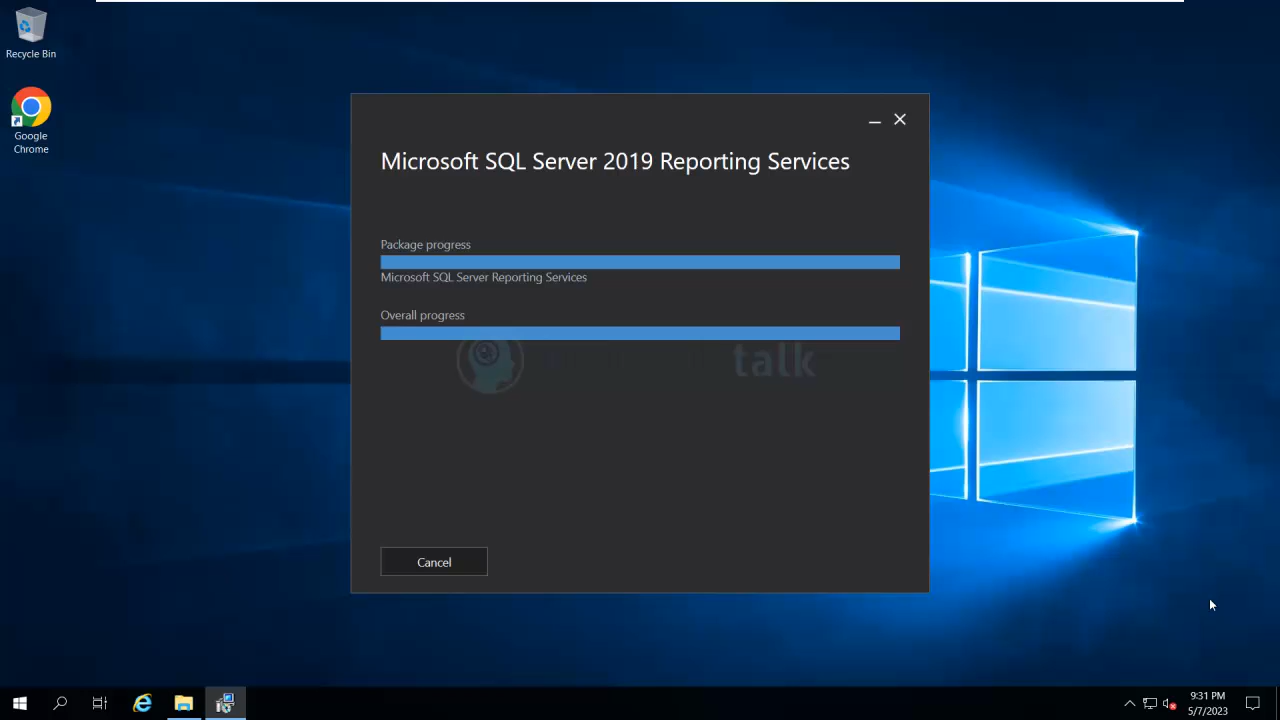 Recycle Bin
Google
Chrome
Microsoft SQL Server 2019 Reporting Services
Package progress
Microsoft SQL Server Reporting Services
Overall progress
talk
Cancel
9:31 PM
5/7/2023